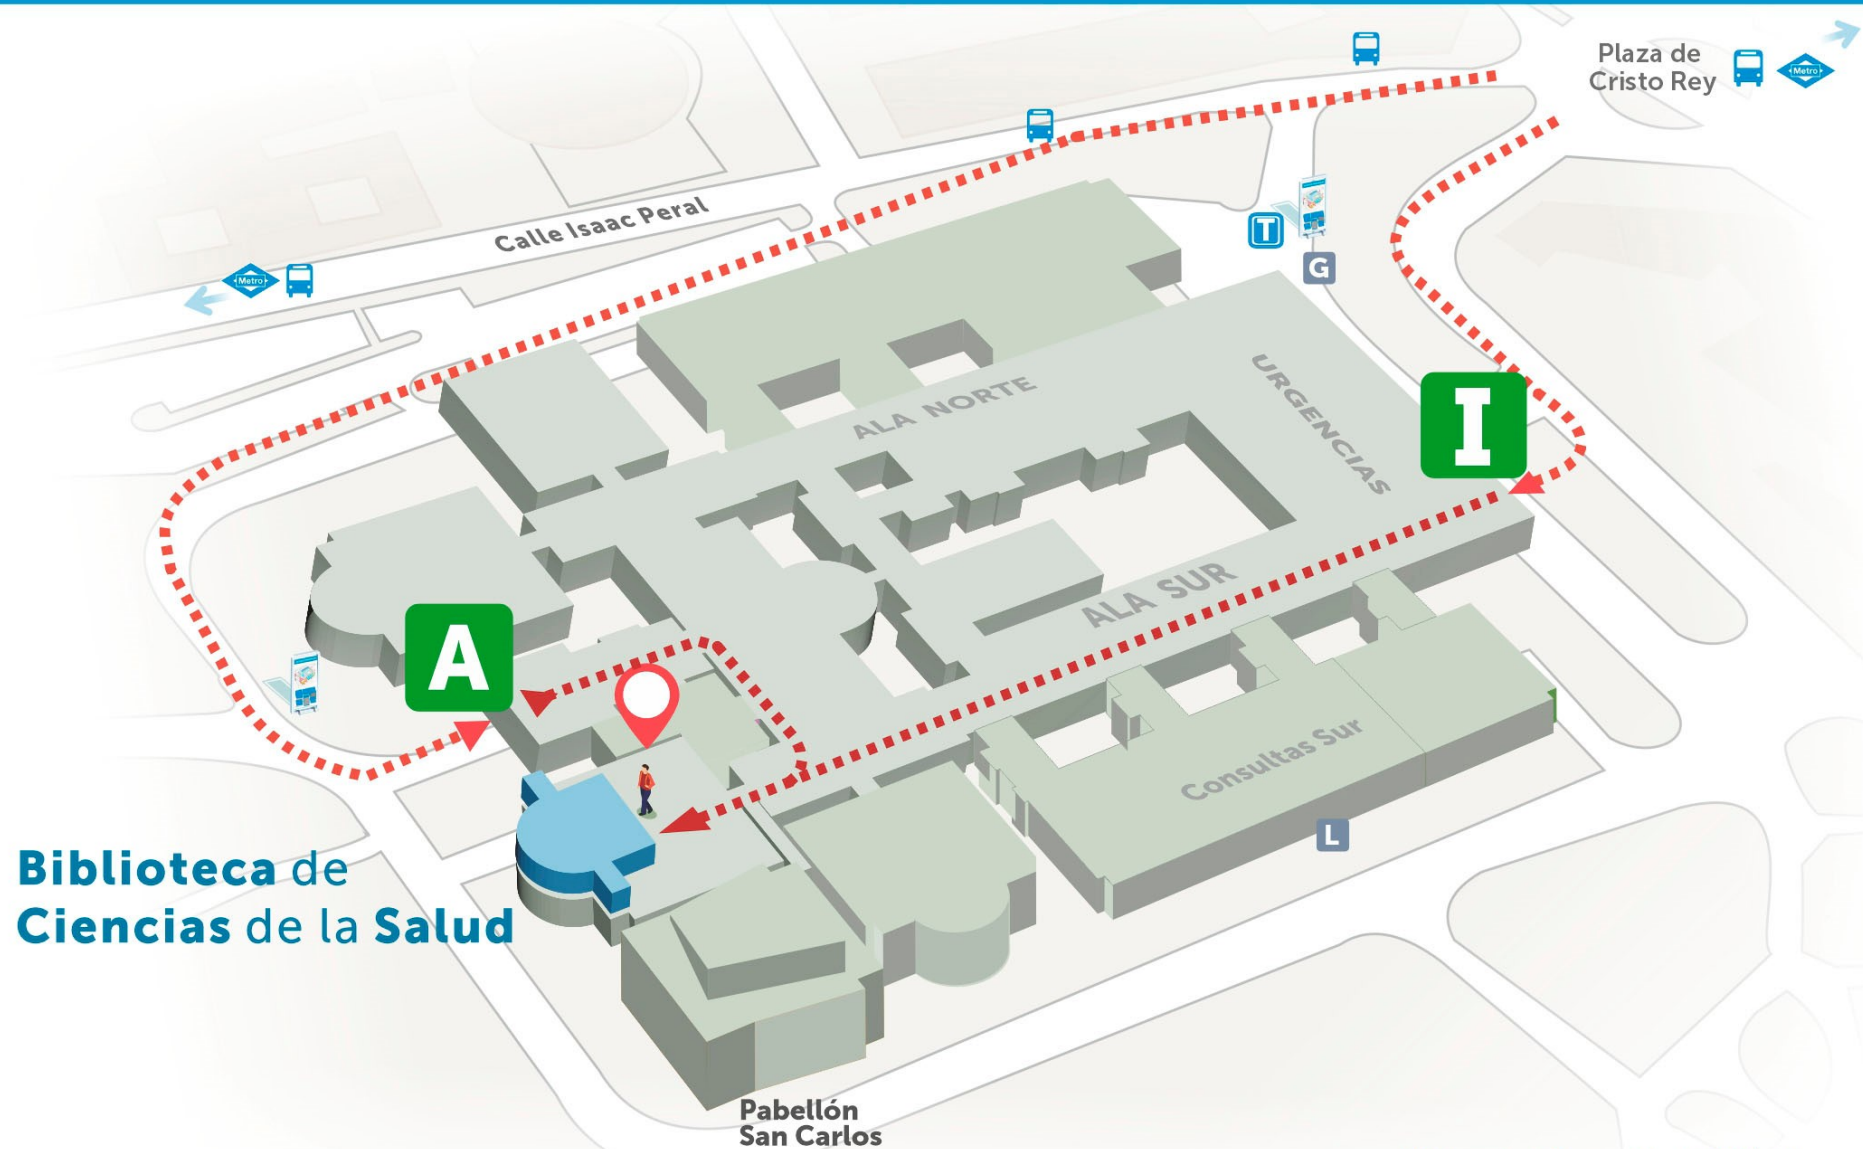 Plaza de
Cristo Rey
Metro
Calle Isaac Peral
Metro
T
G
URGENCIAS
ALA NORTE
I
ALA SUR
A
Consultas Sur
L
Biblioteca de
Ciencias de la Salud
Pabellón
San Carlos